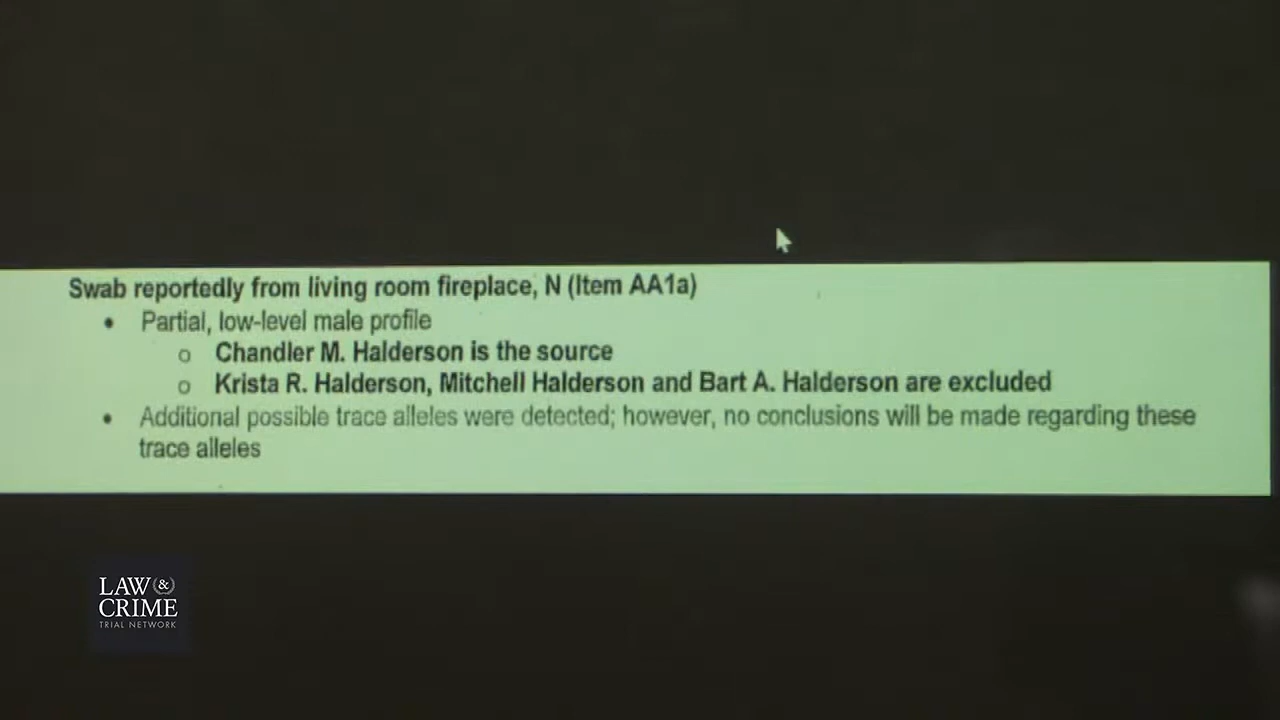 Swab reportedly from living room fireplace, N (Item AA1a)
• Partial, low-level male profile
o Chandler M. Halderson is the source
o Krista R. Halderson, Mitchell Halderson and Bart A. Halderson are excluded
• Additional possible trace alleles were detected; however, no conclusions will be made regarding these
trace alleles
LAW &
CRIME
TRIAL NETWORK